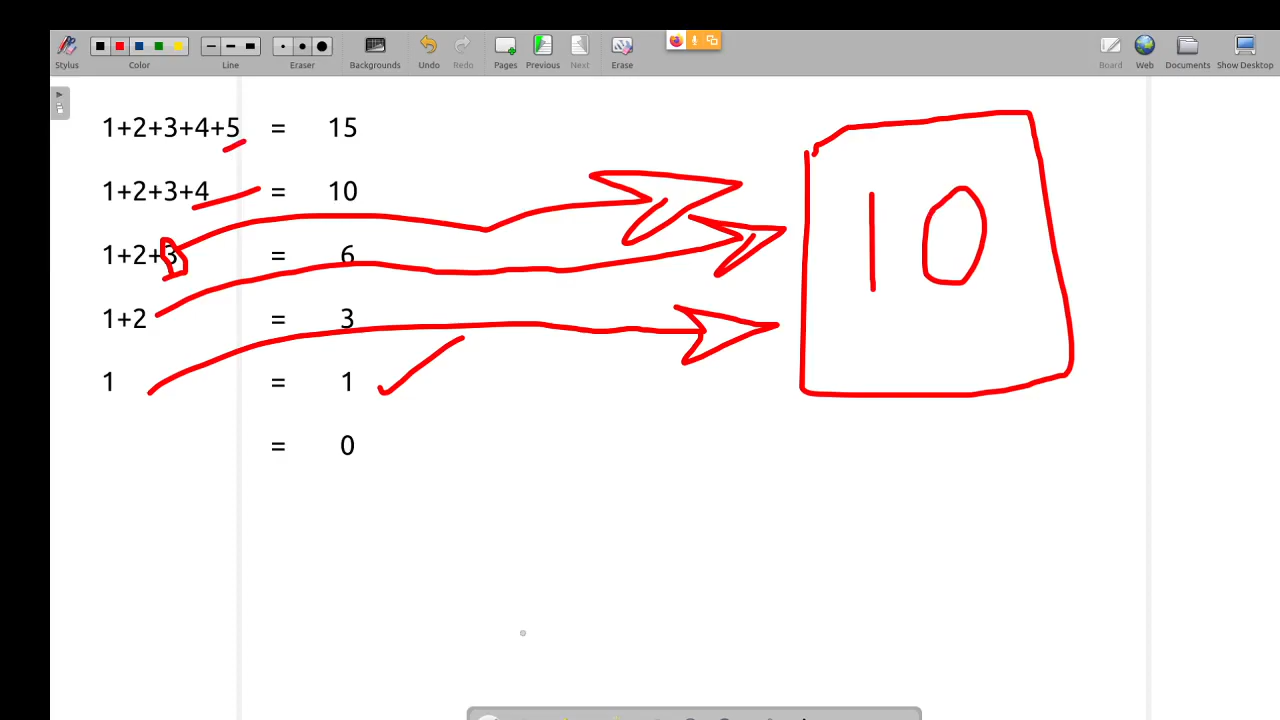 Stylus Color Line Eraser Backgrounds Undo Redo Pages Previous Next Erase Board Web Documents Show Desktop
1+2+3+4+5 = 15
1+2+3+4 = 10
1+2+3 = 6
1+2 = 3
1 = 1
= 0
10